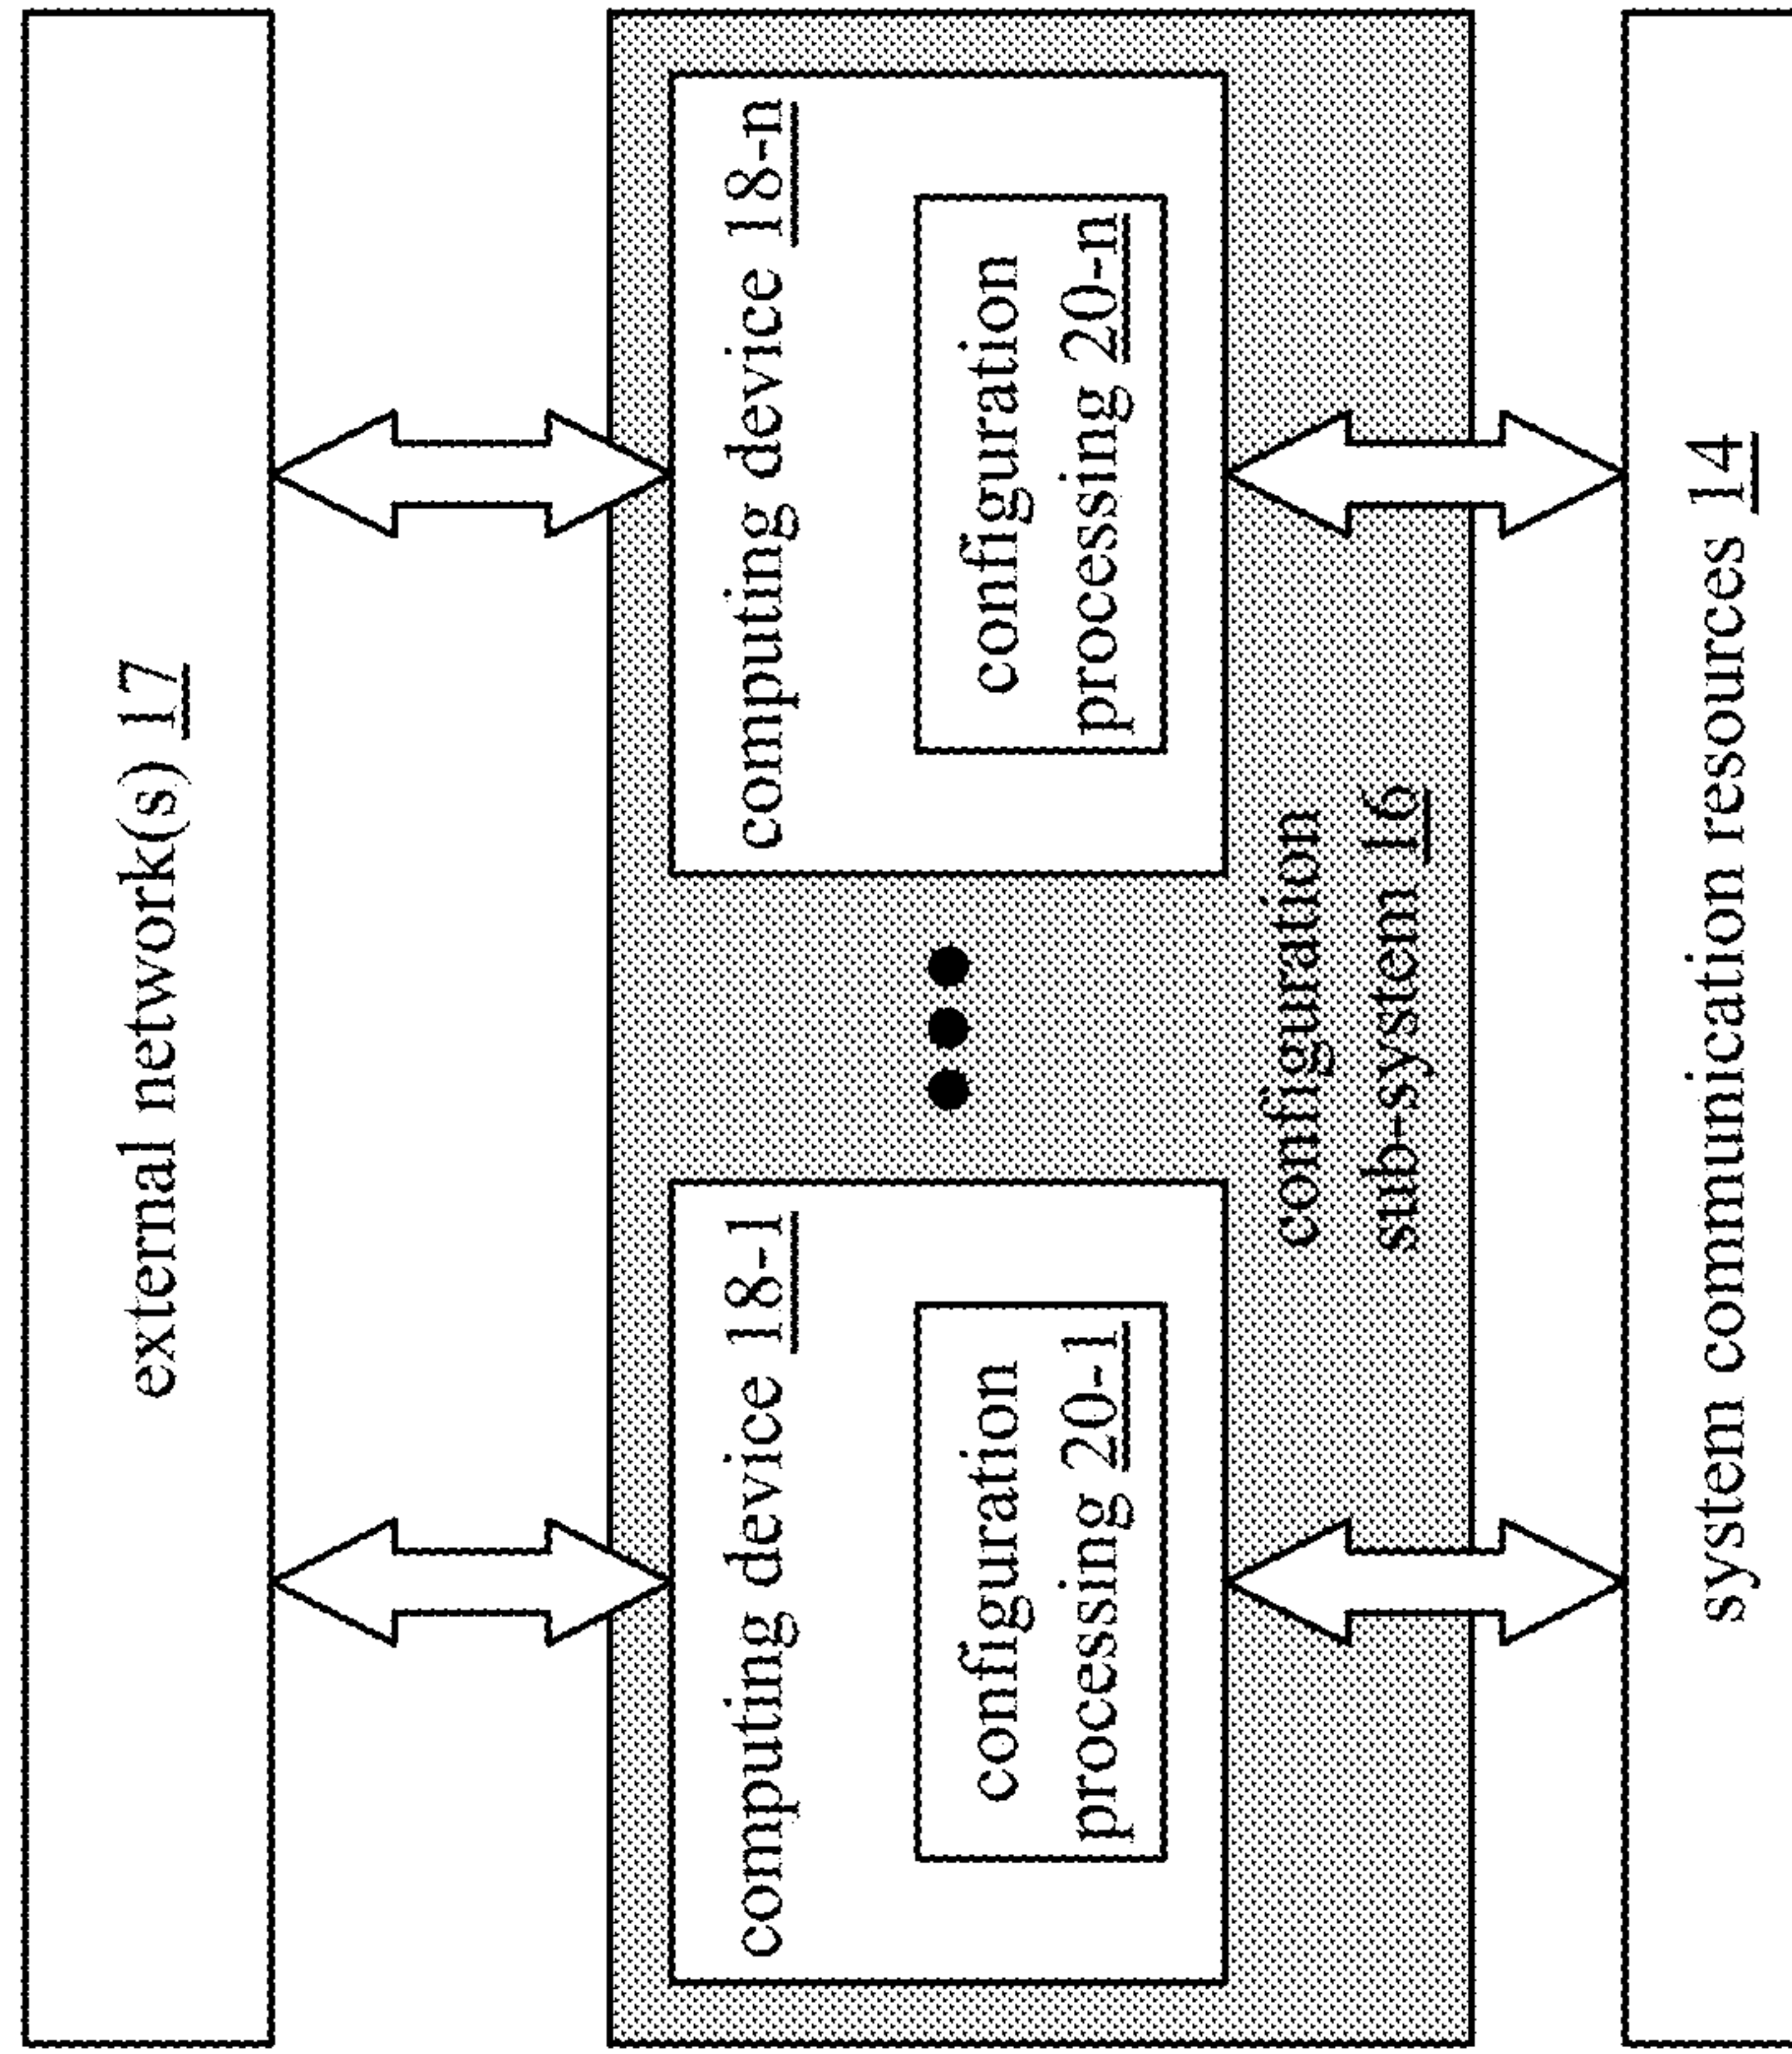 external network(s) 17
computing device 18-1
configuration
processing 20-1
computing device 18-n
configuration
processing 20-n
configuration
sub-system 16
system communication resources 14